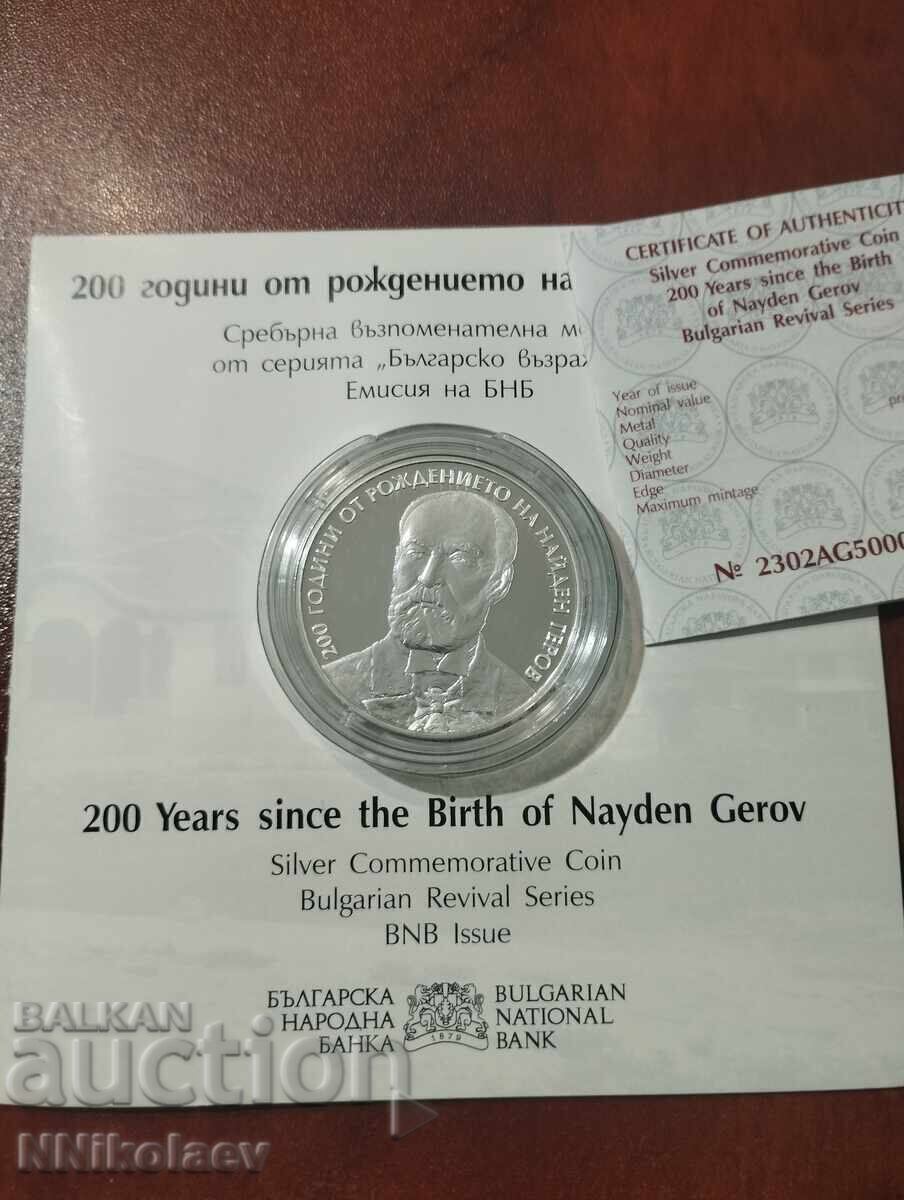 200 години от рождението на
Сребърна възпоменателна
от серията „Българско
Емисия на БНБ
CERTIFICATE OF AUTHENTICIT
Silver Commemorative Coin
200 Years since the Birth
of Nayden Gerov
Bulgarian Revival Series
Year of issue
Nominal value
Metal
Quality
Weight
Diameter
Edge
Maximum mintage
№ 2302AG5000
200 ГОДИНИ ОТ РОЖДЕНИЕТО НА НАЙДЕН ГЕРОВ
200 Years since the Birth of Nayden Gerov
Silver Commemorative Coin
Bulgarian Revival Series
BNB Issue
БЪЛГАРСКА
НАРОДНА
БАНКА
1879
BULGARIAN
NATIONAL
BANK
BALKAN
auction
NNikolaev